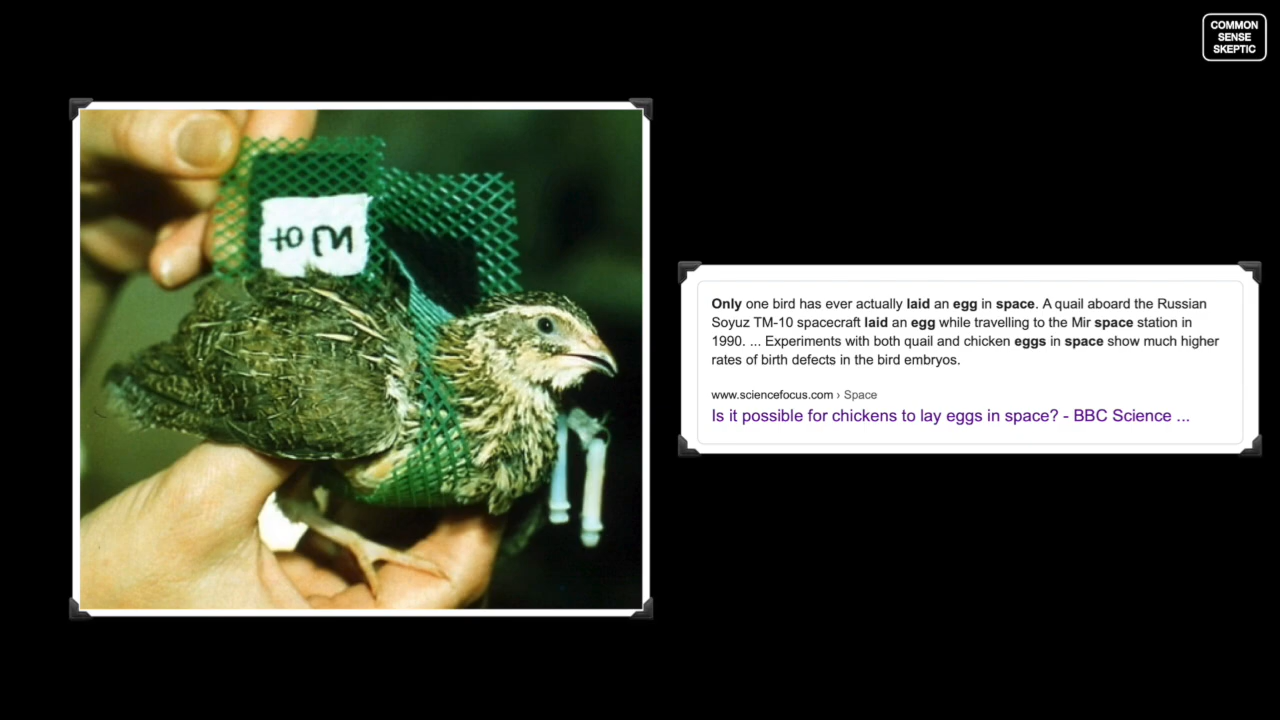 COMMON
SENSE
SKEPTIC
Only one bird has ever actually laid an egg in space. A quail aboard the Russian
Soyuz TM-10 spacecraft laid an egg while travelling to the Mir space station in
1990. ... Experiments with both quail and chicken eggs in space show much higher
rates of birth defects in the bird embryos.
www.sciencefocus.com › Space
Is it possible for chickens to lay eggs in space? - BBC Science ...